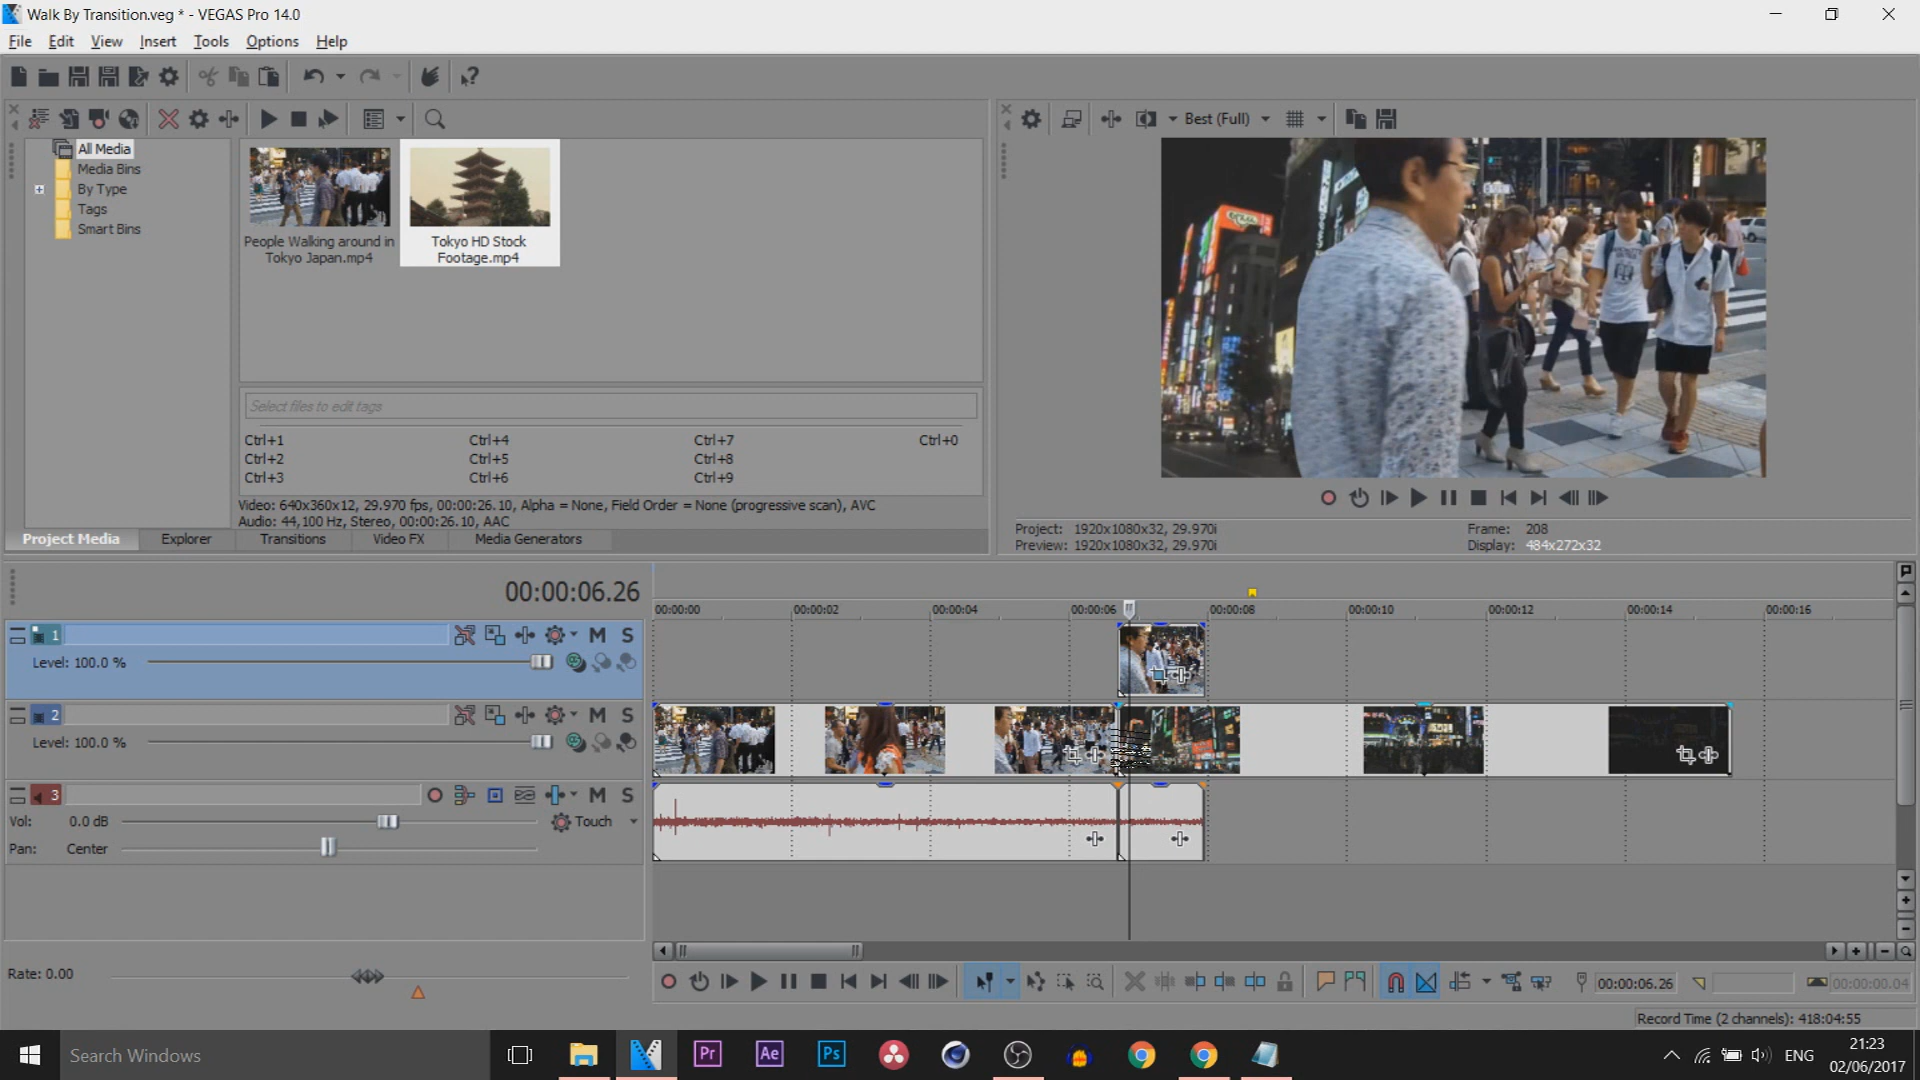 Walk By Transition.veg * - VEGAS Pro 14.0
File Edit View Insert Tools Options Help
Best (Full)
All Media
Media Bins
By Type
Tags
Smart Bins
People Walking around in
Tokyo Japan.mp4
Tokyo HD Stock
Footage.mp4
Select files to edit tags
Ctrl+1 Ctrl+4 Ctrl+7 Ctrl+0
Ctrl+2 Ctrl+5 Ctrl+8
Ctrl+3 Ctrl+6 Ctrl+9
Video: 640x360x12, 29.970 fps, 00:00:26.10, Alpha = None, Field Order = None (progressive scan), AVC
Audio: 44,100 Hz, Stereo, 00:00:26.10, AAC
Project Media Explorer Transitions Video FX Media Generators
Project: 1920x1080x32, 29.970i
Preview: 1920x1080x32, 29.970i
Frame: 208
Display: 484x272x32
00:00:06.26
00:00:00 00:00:02 00:00:04 00:00:06 00:00:08 00:00:10 00:00:12 00:00:14 00:00:16
1 M S
Level: 100.0 %
2 M S
Level: 100.0 %
3 M S
Vol: 0.0 dB Touch
Pan: Center
Rate: 0.00
00:00:06.26
00:00:00.04
Record Time (2 channels): 418:04:55
Search Windows
Pr Ae Ps
ENG
21:23
02/06/2017